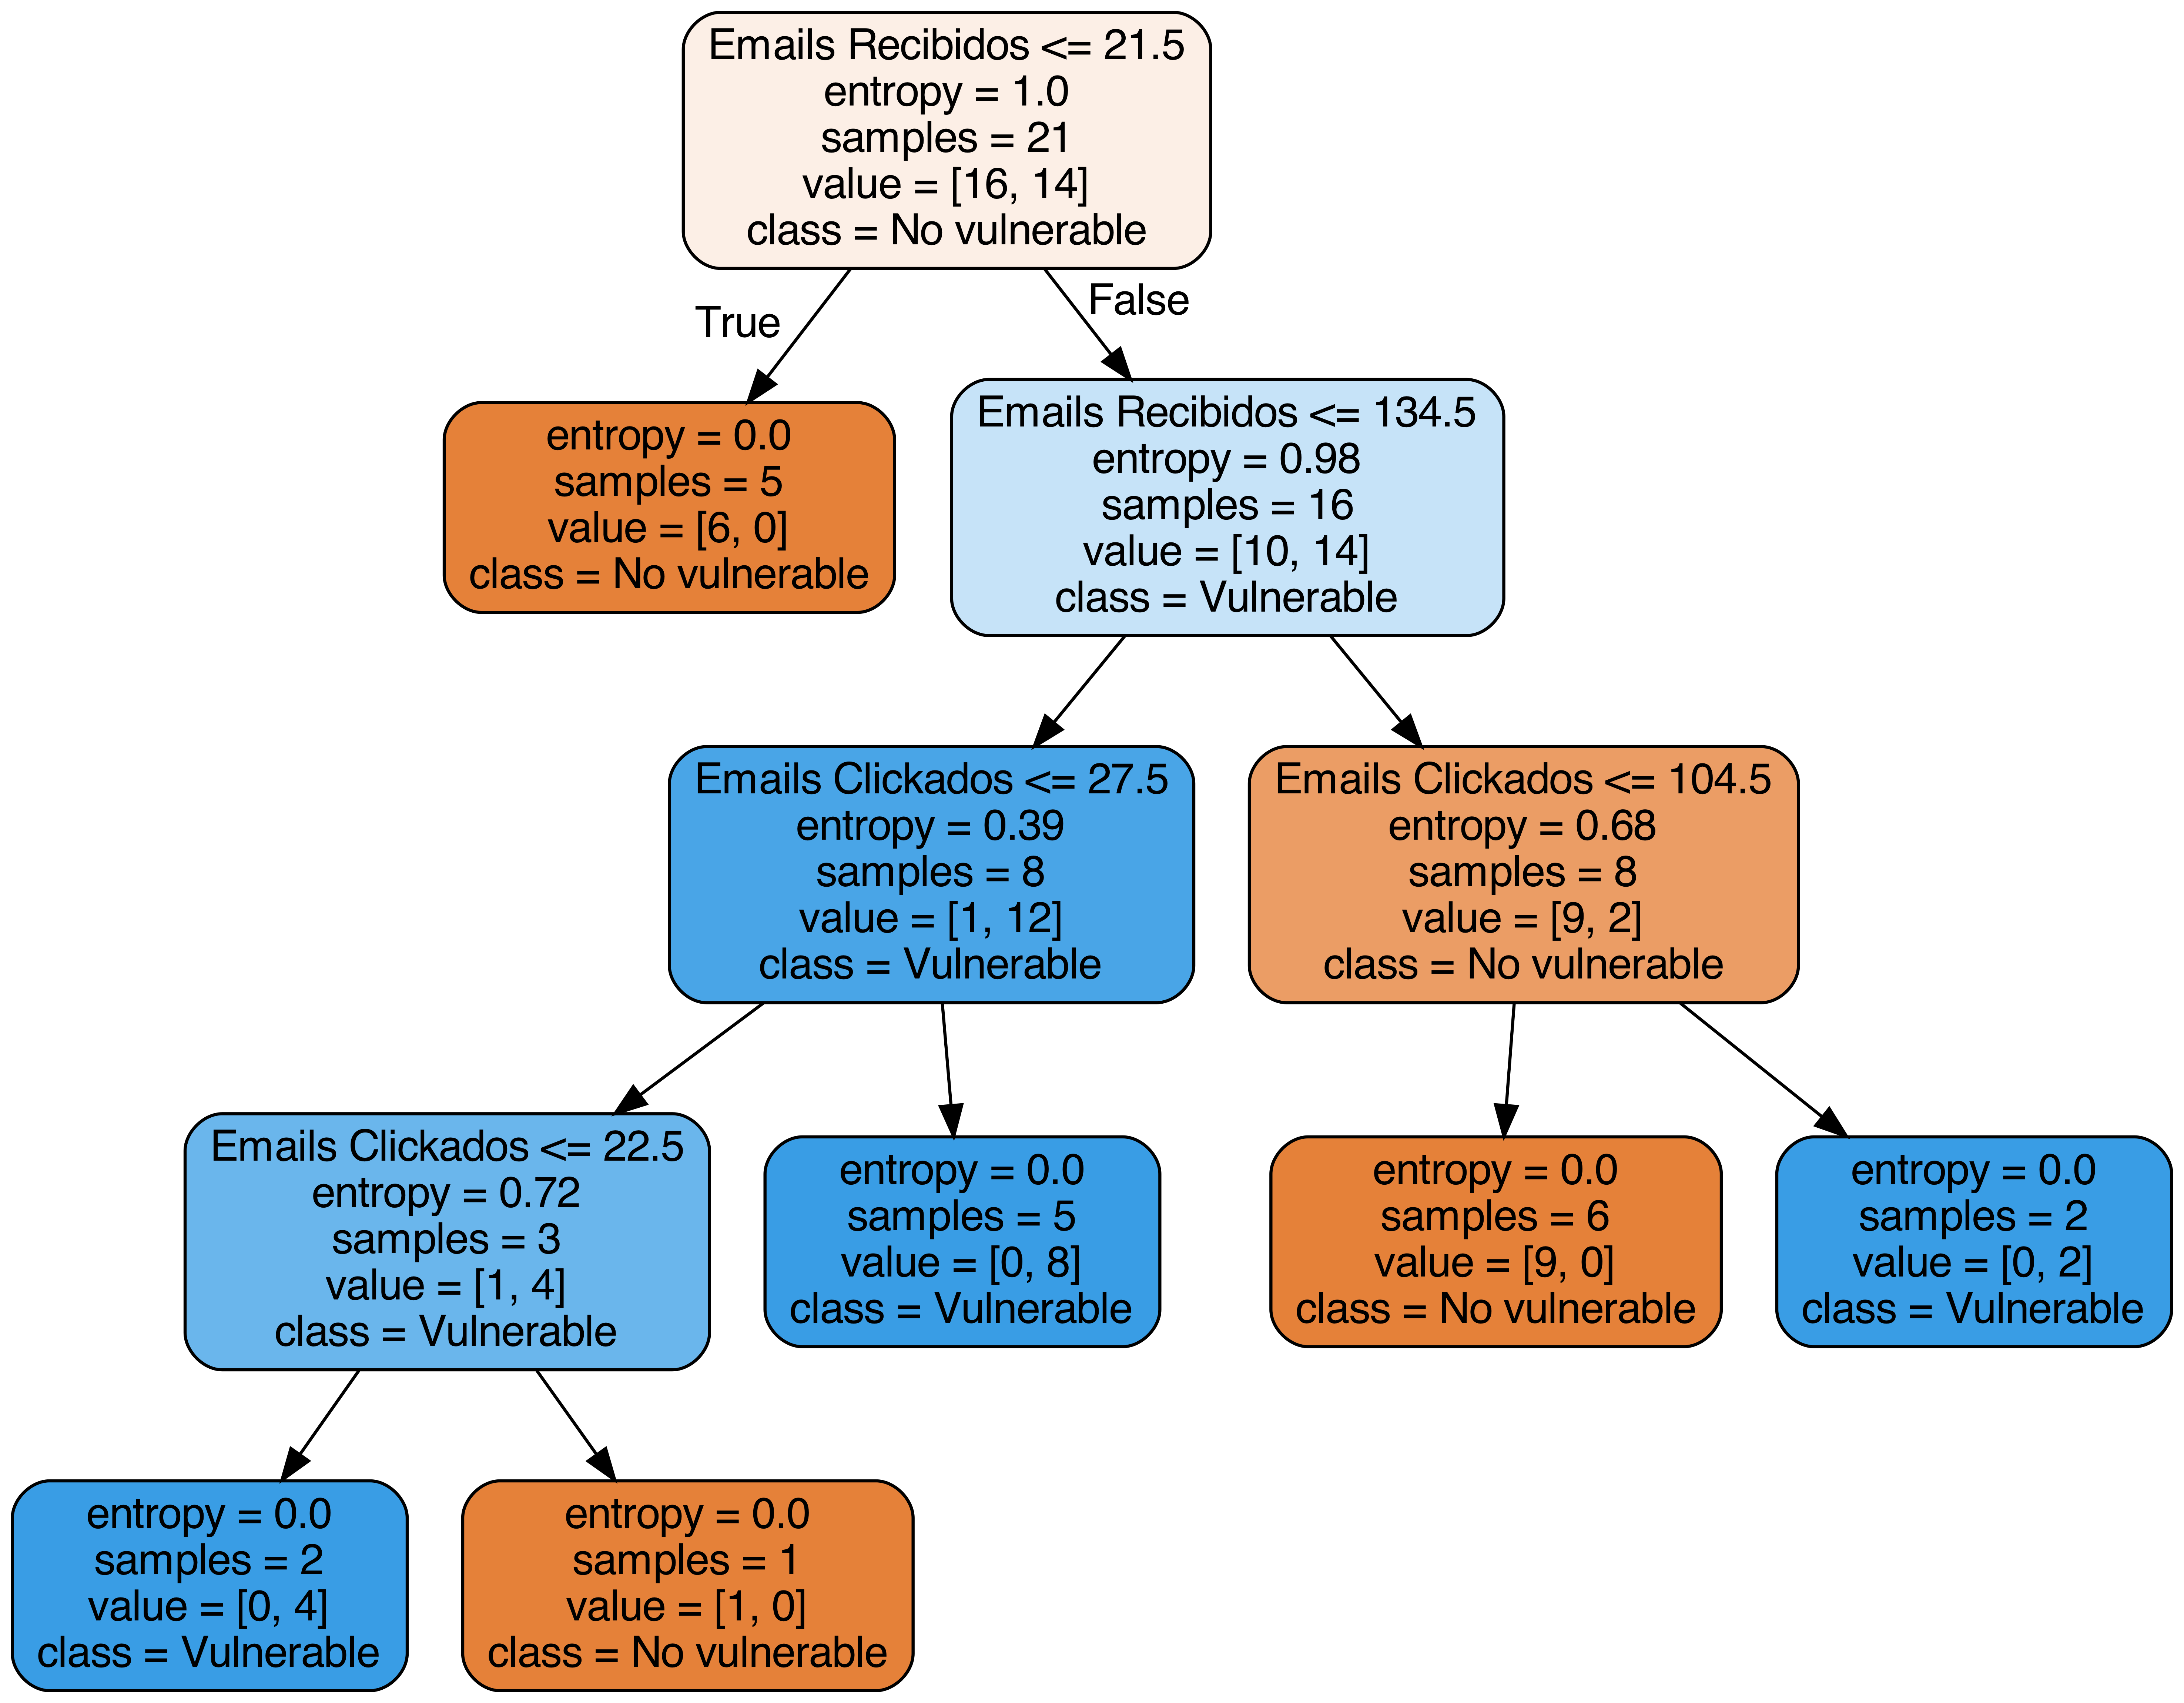 Emails Recibidos <= 21.5
entropy = 1.0
samples = 21
value = [16, 14]
class = No vulnerable
True
False
entropy = 0.0
samples = 5
value = [6, 0]
class = No vulnerable
Emails Recibidos <= 134.5
entropy = 0.98
samples = 16
value = [10, 14]
class = Vulnerable
Emails Clickados <= 27.5
entropy = 0.39
samples = 8
value = [1, 12]
class = Vulnerable
Emails Clickados <= 104.5
entropy = 0.68
samples = 8
value = [9, 2]
class = No vulnerable
Emails Clickados <= 22.5
entropy = 0.72
samples = 3
value = [1, 4]
class = Vulnerable
entropy = 0.0
samples = 5
value = [0, 8]
class = Vulnerable
entropy = 0.0
samples = 6
value = [9, 0]
class = No vulnerable
entropy = 0.0
samples = 2
value = [0, 2]
class = Vulnerable
entropy = 0.0
samples = 2
value = [0, 4]
class = Vulnerable
entropy = 0.0
samples = 1
value = [1, 0]
class = No vulnerable